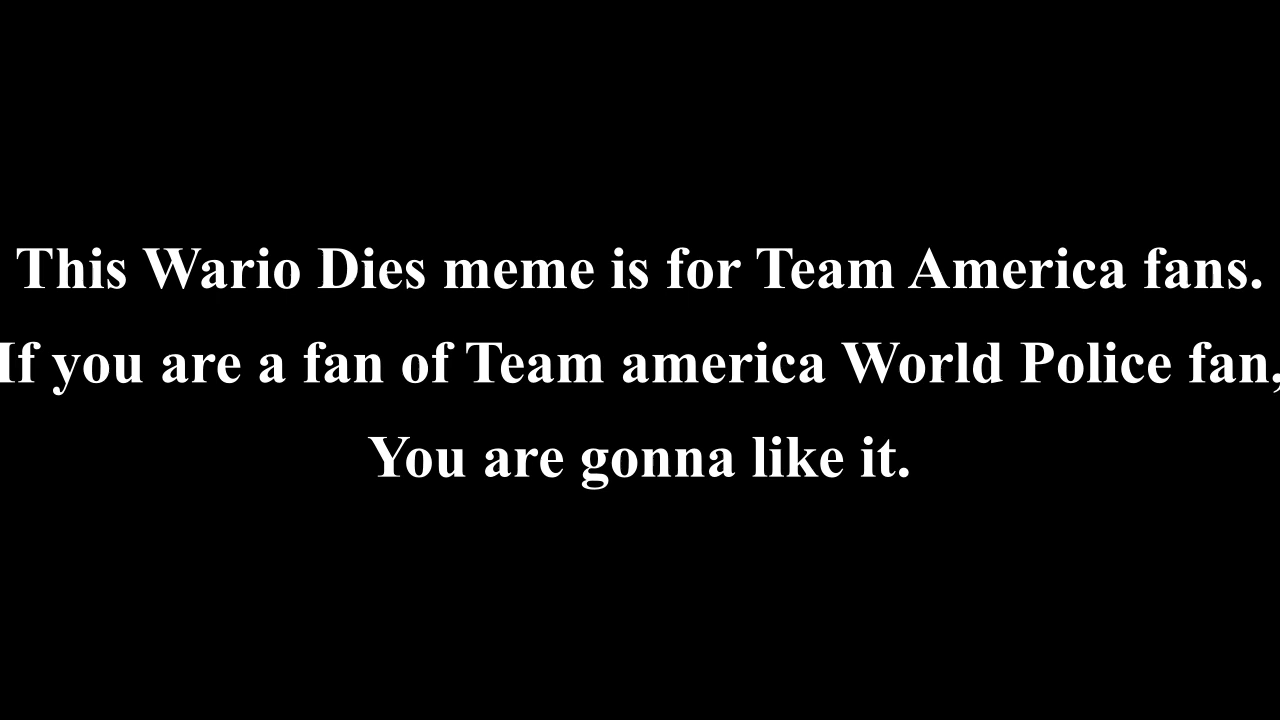 This Wario Dies meme is for Team America fans.
If you are a fan of Team america World Police fan,
You are gonna like it.